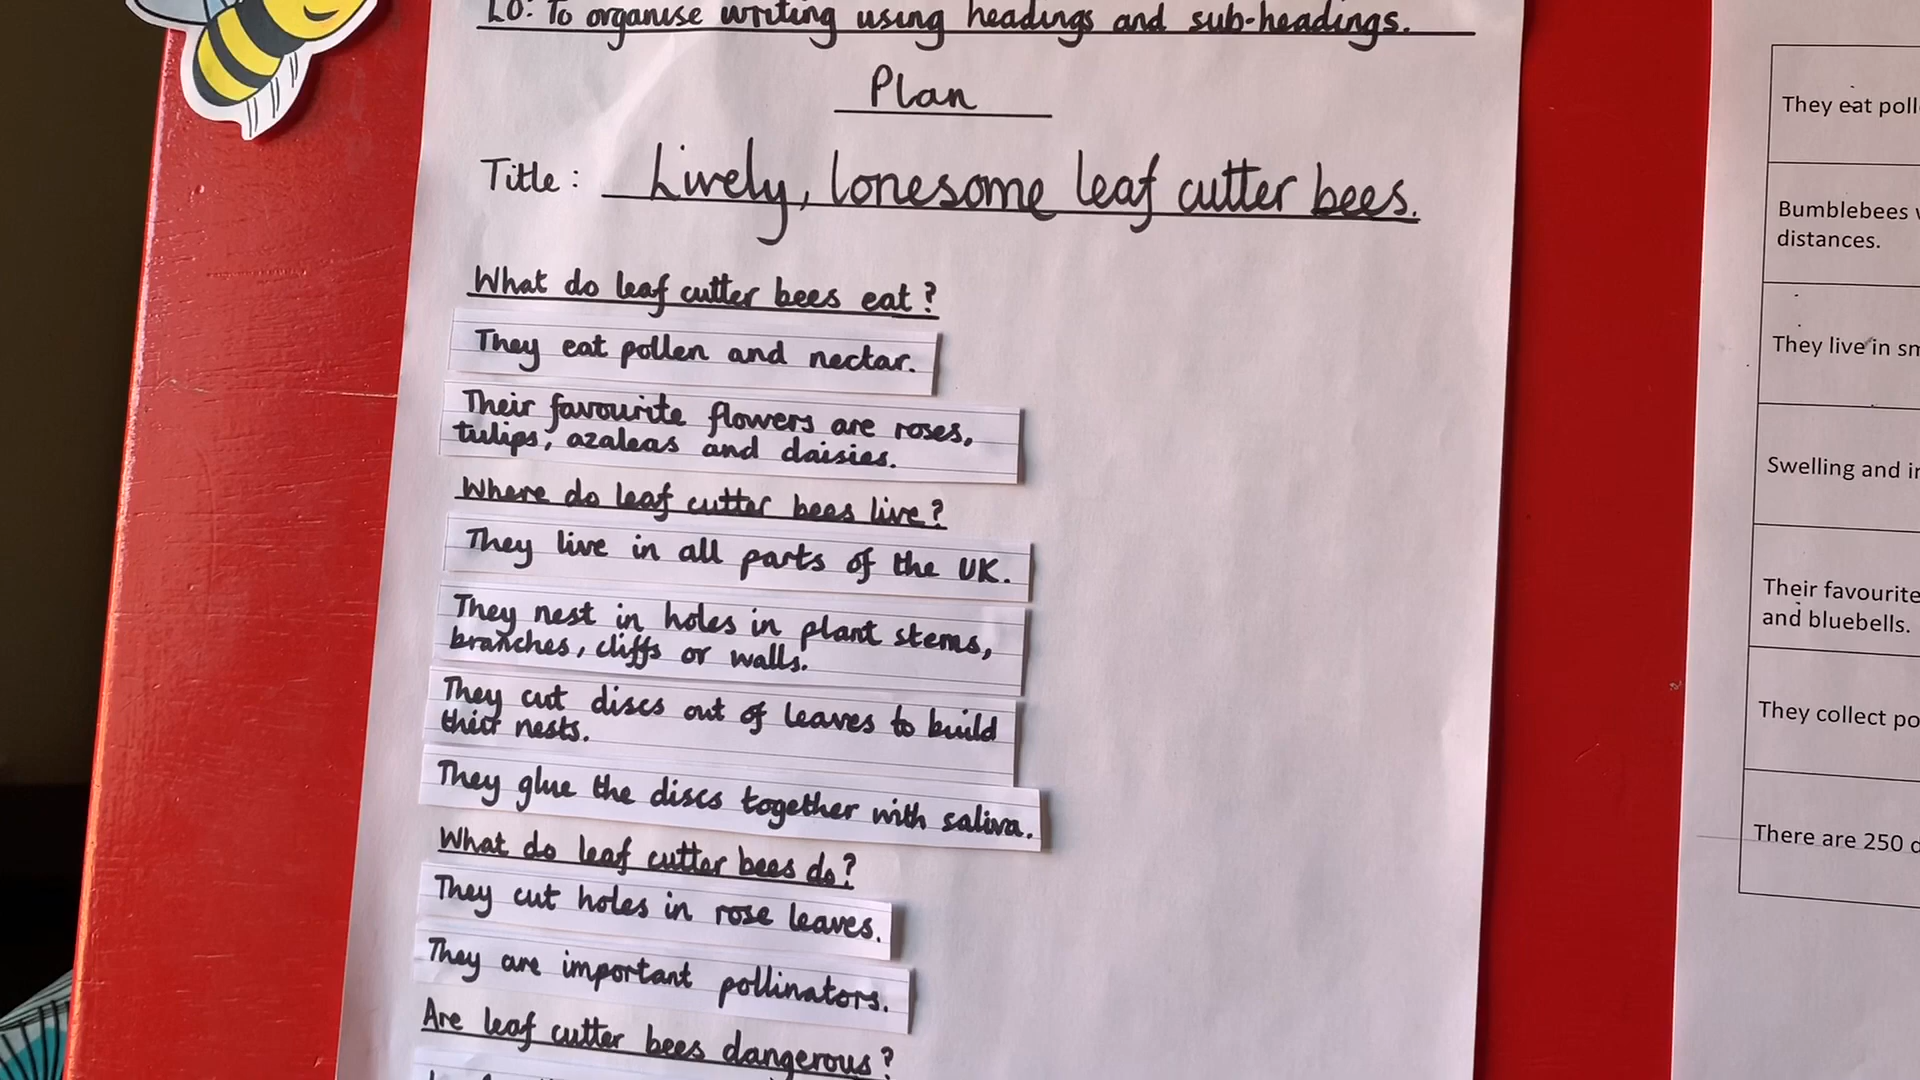 LO: To organise writing using headings and sub-headings.
Plan
Title: Lively, lonesome leaf cutter bees.
What do leaf cutter bees eat?
They eat pollen and nectar.
Their favourite flowers are roses,
tulips, azaleas and daisies.
Where do leaf cutter bees live?
They live in all parts of the UK.
They nest in holes in plant stems,
branches, cliffs or walls.
They cut discs out of leaves to build
their nests.
They glue the discs together with saliva.
What do leaf cutter bees do?
They cut holes in rose leaves.
They are important pollinators.
Are leaf cutter bees dangerous?
They eat
Bumblebees
distances.
They live in
Swelling and
Their favourite
and bluebells.
They collect
There are 250